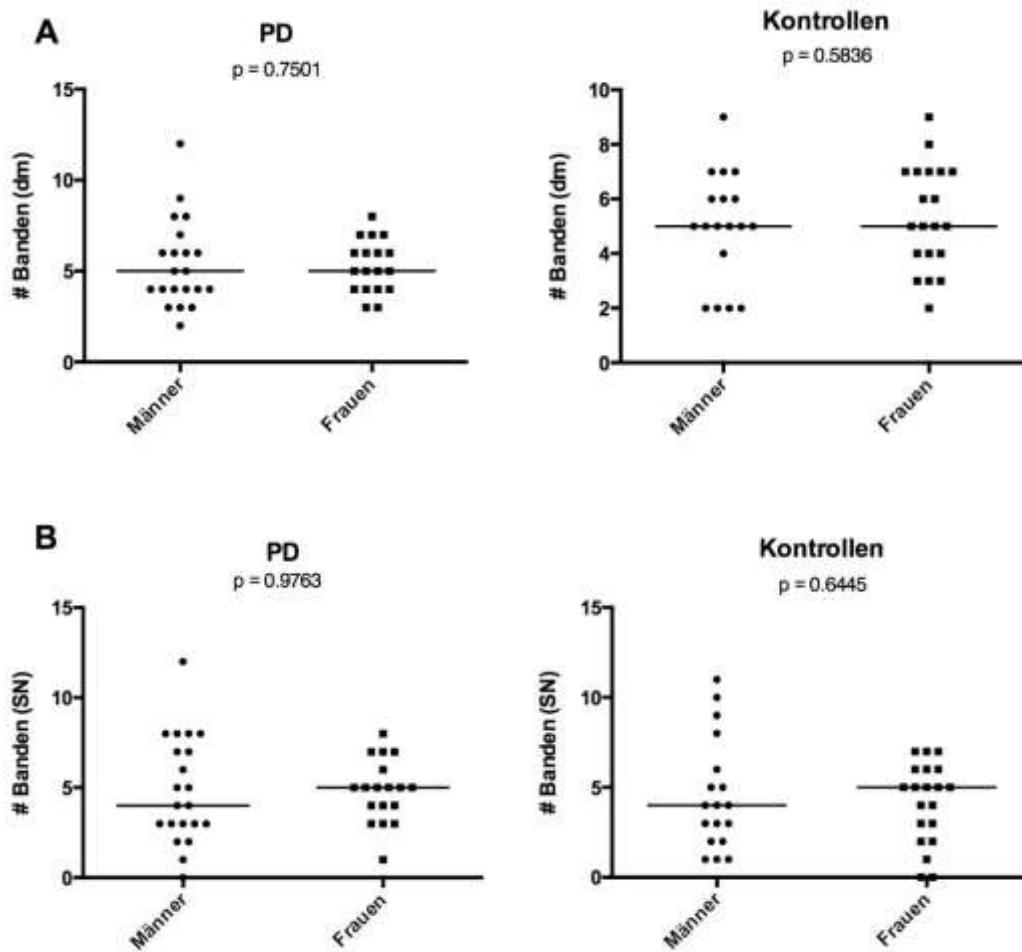 A
PD
p = 0.7501
# Banden (dm)
15
10
5
0
Männer
Frauen
Kontrollen
p = 0.5836
# Banden (dm)
10
8
6
4
2
0
Männer
Frauen
B
PD
p = 0.9763
# Banden (SN)
15
10
5
0
Männer
Frauen
Kontrollen
p = 0.6445
# Banden (SN)
15
10
5
0
Männer
Frauen